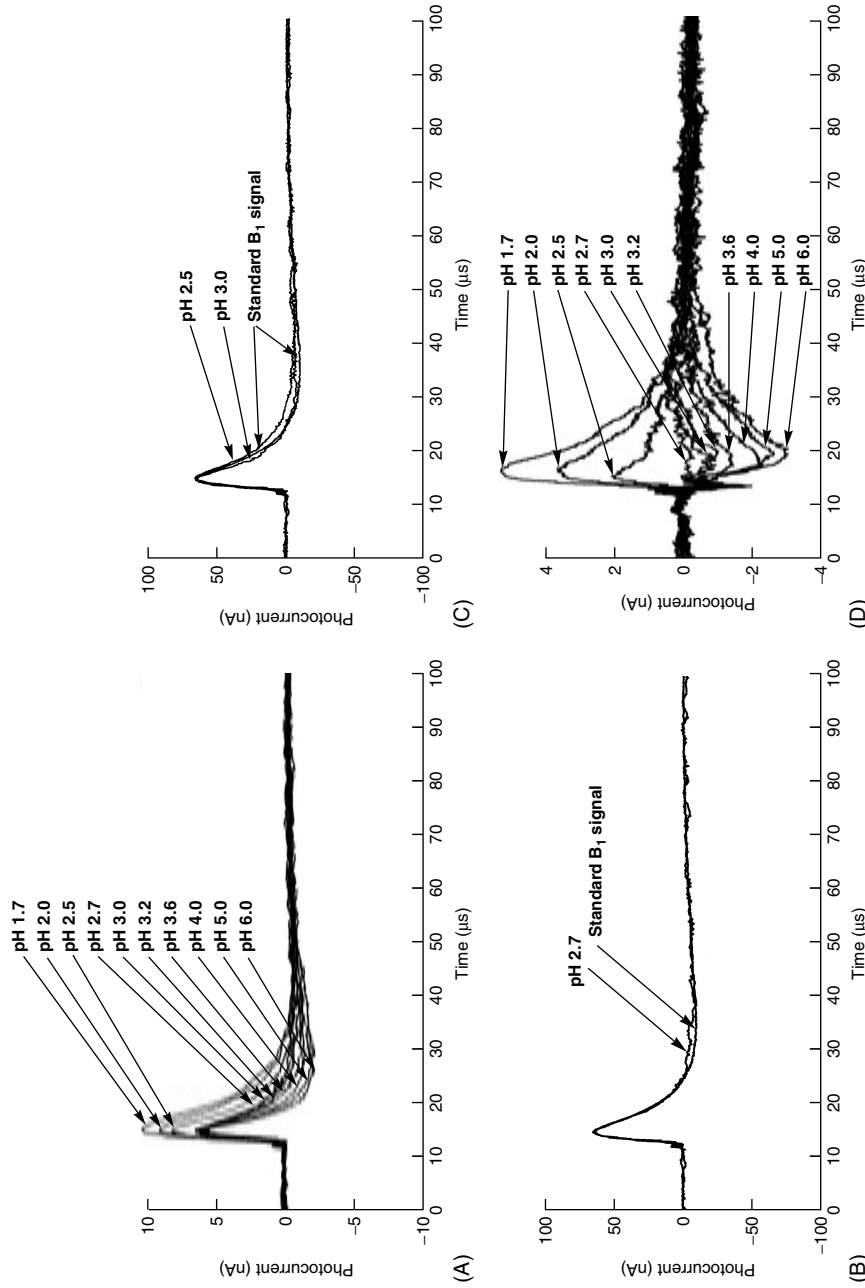 (A)
pH 1.7
pH 2.0
pH 2.5
pH 2.7
pH 3.0
pH 3.2
pH 3.6
pH 4.0
pH 5.0
pH 6.0
10
5
0
−5
−10
Photocurrent (nA)
0 10 20 30 40 50 60 70 80 90 100
Time (µs)
(B)
pH 2.7
Standard B1 signal
100
50
0
−50
−100
Photocurrent (nA)
0 10 20 30 40 50 60 70 80 90 100
Time (µs)
(C)
pH 2.5
pH 3.0
Standard B1 signal
100
50
0
−50
−100
Photocurrent (nA)
0 10 20 30 40 50 60 70 80 90 100
Time (µs)
(D)
pH 1.7
pH 2.0
pH 2.5
pH 2.7
pH 3.0
pH 3.2
pH 3.6
pH 4.0
pH 5.0
pH 6.0
4
2
0
−2
−4
Photocurrent (nA)
0 10 20 30 40 50 60 70 80 90 100
Time (µs)